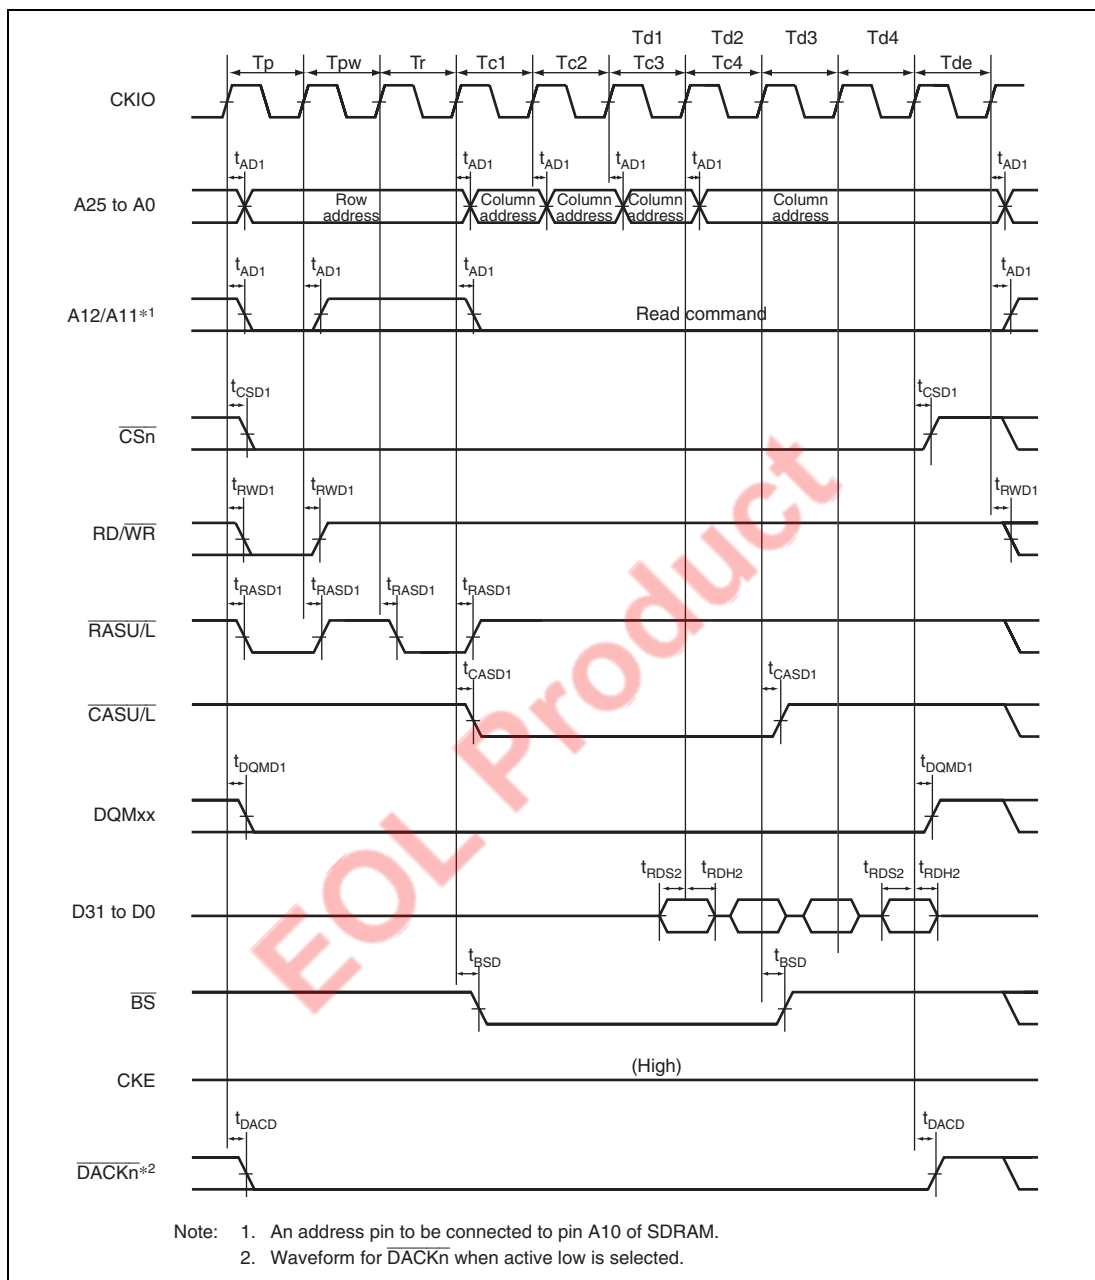 Td1 Td2 Td3 Td4
Tp Tpw Tr Tc1 Tc2 Tc3 Tc4 Tde
CKIO
tAD1 tAD1 tAD1 tAD1 tAD1 tAD1
A25 to A0
Row address
Column address
Column address
Column address
Column address
tAD1 tAD1 tAD1 tAD1
A12/A11*1
Read command
tCSD1 tCSD1
CSn
tRWD1 tRWD1 tRWD1
RD/WR
tRASD1 tRASD1 tRASD1 tRASD1
RASU/L
tCASD1 tCASD1
CASU/L
tDQMD1 tDQMD1
DQMxx
tRDS2 tRDH2 tRDS2 tRDH2
D31 to D0
tBSD tBSD
BS
(High)
CKE
tDACD tDACD
DACKn*2
EOL Product
Note: 1. An address pin to be connected to pin A10 of SDRAM.
2. Waveform for DACKn when active low is selected.